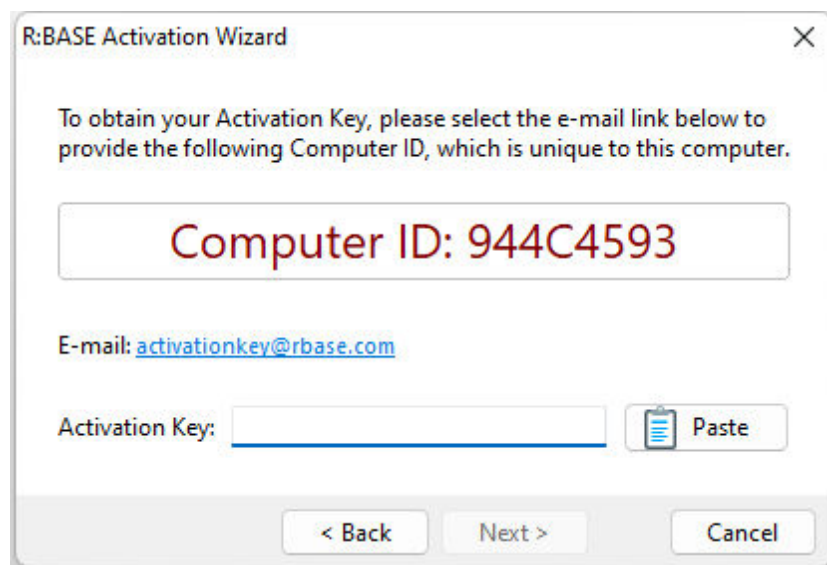 R:BASE Activation Wizard
To obtain your Activation Key, please select the e-mail link below to
provide the following Computer ID, which is unique to this computer.
Computer ID: 944C4593
E-mail: activationkey@rbase.com
Activation Key:
Paste
< Back
Next >
Cancel